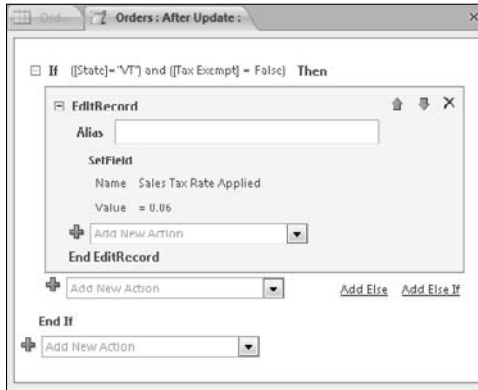 Ord... Orders : After Update :
If ([State]="VT") and ([Tax Exempt] = False) Then
EditRecord
Alias
SetField
Name Sales Tax Rate Applied
Value = 0.06
Add New Action
End EditRecord
Add New Action Add Else Add Else If
End If
Add New Action